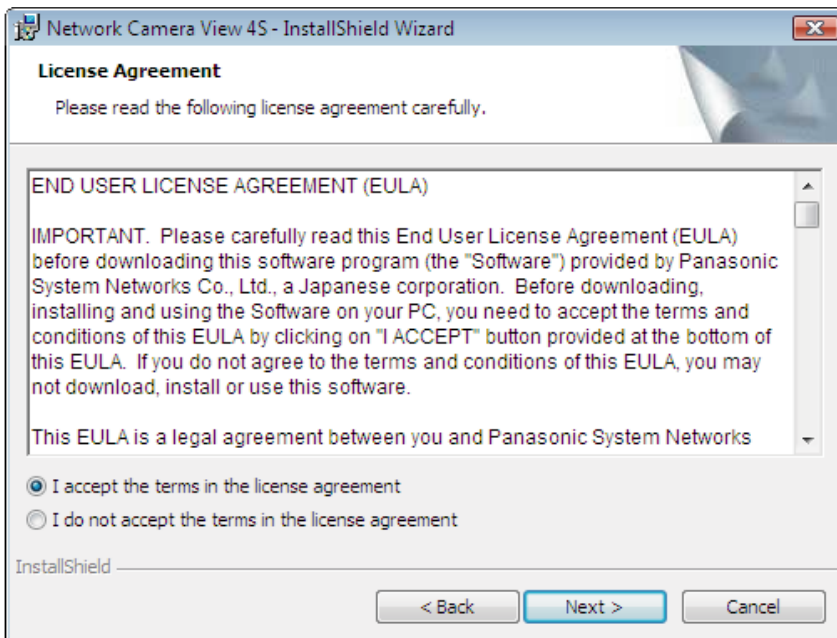 Network Camera View 4S - InstallShield Wizard
License Agreement
Please read the following license agreement carefully.
END USER LICENSE AGREEMENT (EULA)
IMPORTANT.  Please carefully read this End User License Agreement (EULA)
before downloading this software program (the "Software") provided by Panasonic
System Networks Co., Ltd., a Japanese corporation.  Before downloading,
installing and using the Software on your PC, you need to accept the terms and
conditions of this EULA by clicking on "I ACCEPT" button provided at the bottom of
this EULA.  If you do not agree to the terms and conditions of this EULA, you may
not download, install or use this software.
This EULA is a legal agreement between you and Panasonic System Networks
I accept the terms in the license agreement
I do not accept the terms in the license agreement
InstallShield
< Back
Next >
Cancel